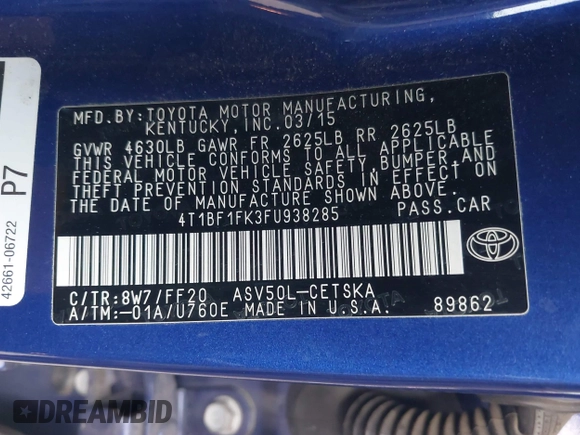 MFD.BY:TOYOTA MOTOR MANUFACTURING,
KENTUCKY,INC.03/15
GVWR 4630LB GAWR FR 2625LB RR 2625LB
THIS VEHICLE CONFORMS TO ALL APPLICABLE
FEDERAL MOTOR VEHICLE SAFETY,BUMPER,AND
THEFT PREVENTION STANDARDS IN EFFECT ON
THE DATE OF MANUFACTURE SHOWN ABOVE.
4T1BF1FK3FU938285 PASS.CAR
C/TR:8W7/FF20 ASV50L-CETSKA
A/TM:-01A/U760E MADE IN U.S.A. 89862
P7
42661-06722
DREAMBID